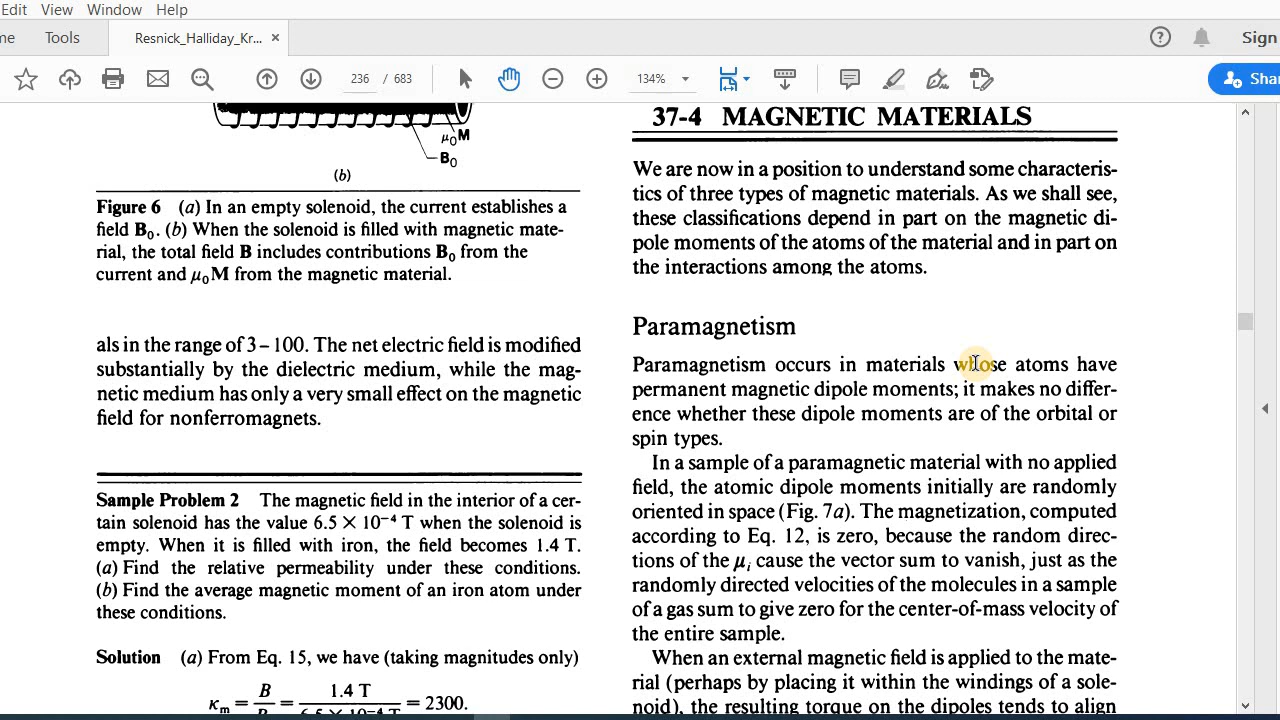 Edit View Window Help
me Tools Resnick_Halliday_Kr... ×
236 / 683 134%
Sign
Shar
μ₀M
B₀
(b)
Figure 6 (a) In an empty solenoid, the current establishes a
field B₀. (b) When the solenoid is filled with magnetic mate-
rial, the total field B includes contributions B₀ from the
current and μ₀M from the magnetic material.
als in the range of 3 – 100. The net electric field is modified
substantially by the dielectric medium, while the mag-
netic medium has only a very small effect on the magnetic
field for nonferromagnets.
Sample Problem 2 The magnetic field in the interior of a cer-
tain solenoid has the value 6.5 × 10⁻⁴ T when the solenoid is
empty. When it is filled with iron, the field becomes 1.4 T.
(a) Find the relative permeability under these conditions.
(b) Find the average magnetic moment of an iron atom under
these conditions.
Solution (a) From Eq. 15, we have (taking magnitudes only)
κₘ = B = 1.4 T = 2300.
37-4 MAGNETIC MATERIALS
We are now in a position to understand some characteris-
tics of three types of magnetic materials. As we shall see,
these classifications depend in part on the magnetic di-
pole moments of the atoms of the material and in part on
the interactions among the atoms.
Paramagnetism
Paramagnetism occurs in materials whose atoms have
permanent magnetic dipole moments; it makes no differ-
ence whether these dipole moments are of the orbital or
spin types.
In a sample of a paramagnetic material with no applied
field, the atomic dipole moments initially are randomly
oriented in space (Fig. 7a). The magnetization, computed
according to Eq. 12, is zero, because the random direc-
tions of the μᵢ cause the vector sum to vanish, just as the
randomly directed velocities of the molecules in a sample
of a gas sum to give zero for the center-of-mass velocity of
the entire sample.
When an external magnetic field is applied to the mate-
rial (perhaps by placing it within the windings of a sole-
noid), the resulting torque on the dipoles tends to align